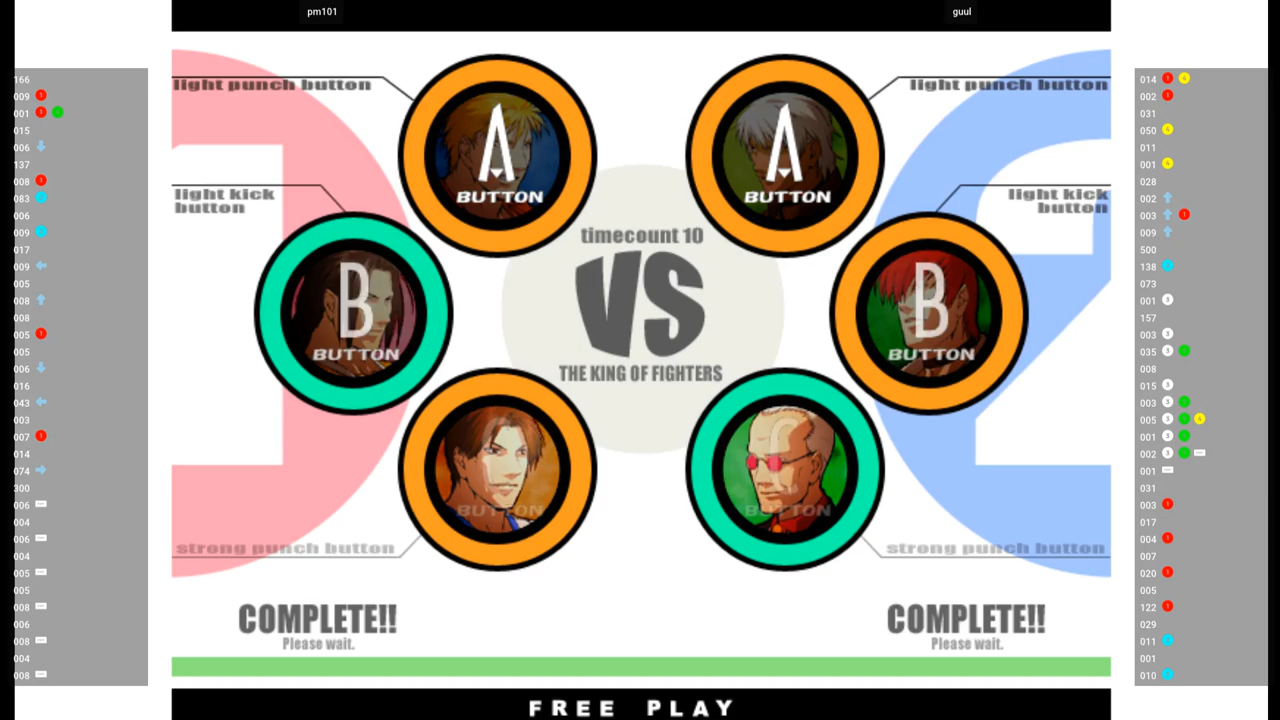 pm101
guul
light punch button
light punch button
A
BUTTON
A
BUTTON
light kick
button
light kick
button
B
BUTTON
B
BUTTON
timecount 10
VS
THE KING OF FIGHTERS
BUTTON
BUTTON
strong punch button
strong punch button
COMPLETE!!
Please wait.
COMPLETE!!
Please wait.
FREE PLAY
166
009
001
015
006
137
008
083
006
009
017
009
005
008
008
005
005
006
016
043
003
007
014
074
300
006
004
006
004
005
005
008
006
008
004
008
014
002
031
050
011
001
028
002
003
009
500
138
073
001
157
003
035
008
015
003
005
001
002
001
031
003
017
004
007
020
005
122
029
011
001
010